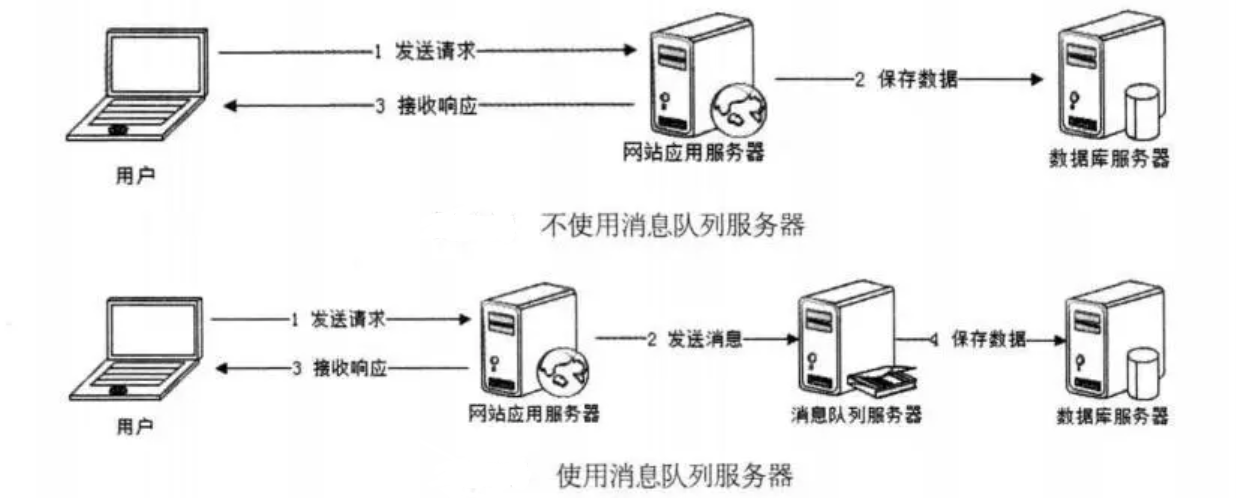 1 发送请求
2 保存数据
3 接收响应
用户
网站应用服务器
数据库服务器
不使用消息队列服务器
1 发送请求
2 发送消息
4 保存数据
3 接收响应
用户
网站应用服务器
消息队列服务器
数据库服务器
使用消息队列服务器